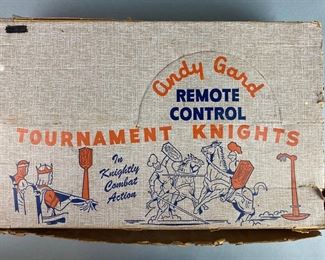 Andy Gard
REMOTE
CONTROL
TOURNAMENT KNIGHTS
In
Knightly
Combat
Action